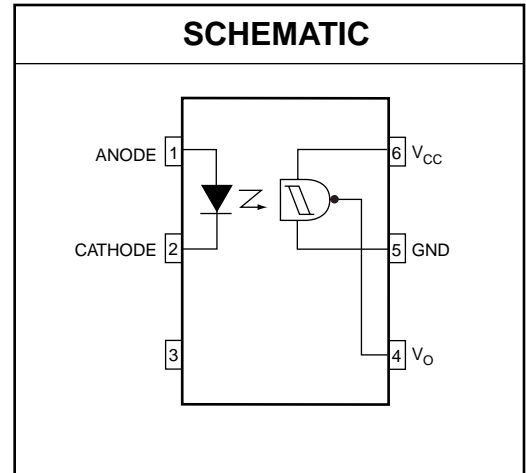 SCHEMATIC
ANODE 1
6 VCC
CATHODE 2
5 GND
3
4 VO